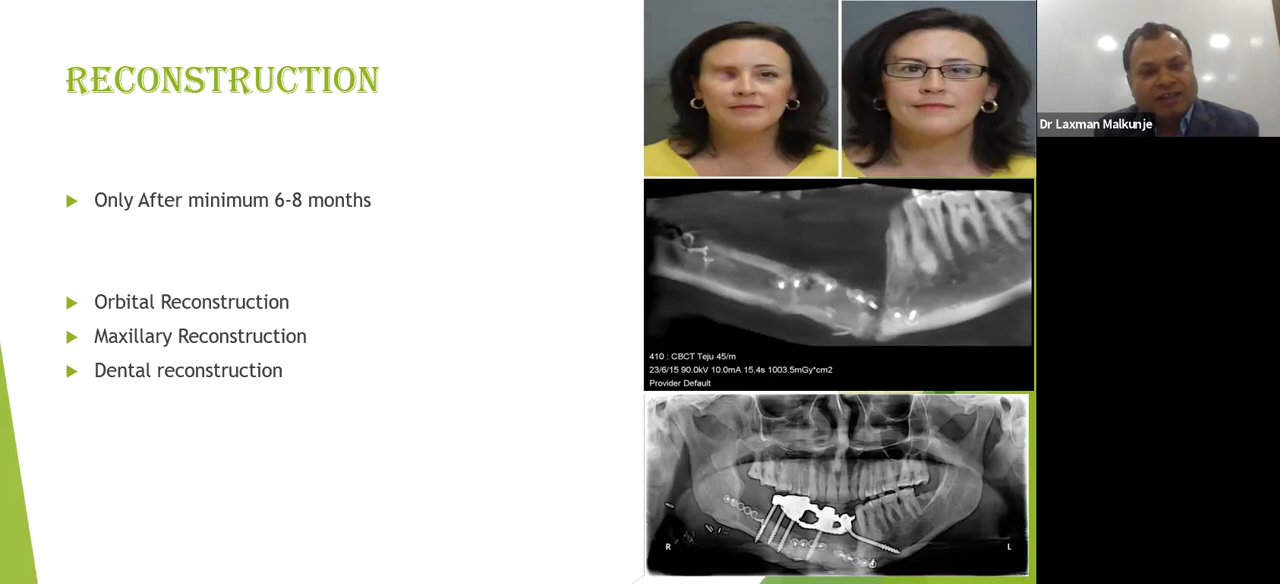 RECONSTRUCTION
Only After minimum 6-8 months
Orbital Reconstruction
Maxillary Reconstruction
Dental reconstruction
Dr Laxman Malkunje
410 : CBCT Teju 45/m
23/6/15 90.0kV 10.0mA 15.4s 1003.5mGy*cm2
Provider Default
R
L